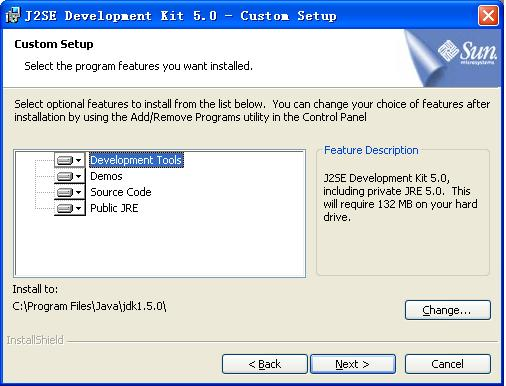 J2SE Development Kit 5.0 - Custom Setup
Custom Setup
Select the program features you want installed.
Sun
microsystems
Select optional features to install from the list below. You can change your choice of features after
installation by using the Add/Remove Programs utility in the Control Panel
Development Tools
Demos
Source Code
Public JRE
Feature Description
J2SE Development Kit 5.0,
including private JRE 5.0. This
will require 132 MB on your hard
drive.
Install to:
C:\Program Files\Java\jdk1.5.0\
Change...
InstallShield
< Back
Next >
Cancel